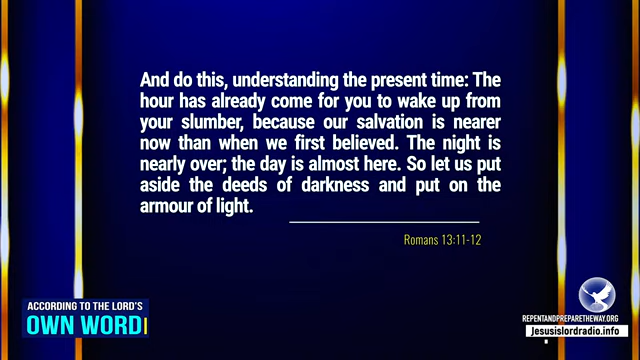 And do this, understanding the present time: The
hour has already come for you to wake up from
your slumber, because our salvation is nearer
now than when we first believed. The night is
nearly over; the day is almost here. So let us put
aside the deeds of darkness and put on the
armour of light.
Romans 13:11-12
ACCORDING TO THE LORD'S
OWN WORD
REPENTANDPREPARETHEWAY.ORG
Jesusislordradio.info